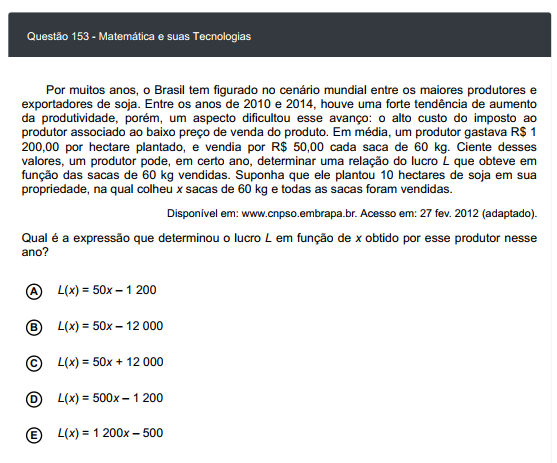 Questão 153 - Matemática e suas Tecnologias
Por muitos anos, o Brasil tem figurado no cenário mundial entre os maiores produtores e
exportadores de soja. Entre os anos de 2010 e 2014, houve uma forte tendência de aumento
da produtividade, porém, um aspecto dificultou esse avanço: o alto custo do imposto ao
produtor associado ao baixo preço de venda do produto. Em média, um produtor gastava R$ 1
200,00 por hectare plantado, e vendia por R$ 50,00 cada saca de 60 kg. Ciente desses
valores, um produtor pode, em certo ano, determinar uma relação do lucro L que obteve em
função das sacas de 60 kg vendidas. Suponha que ele plantou 10 hectares de soja em sua
propriedade, na qual colheu x sacas de 60 kg e todas as sacas foram vendidas.
Disponível em: www.cnpso.embrapa.br. Acesso em: 27 fev. 2012 (adaptado).
Qual é a expressão que determinou o lucro L em função de x obtido por esse produtor nesse
ano?
A L(x) = 50x – 1 200
B L(x) = 50x – 12 000
C L(x) = 50x + 12 000
D L(x) = 500x – 1 200
E L(x) = 1 200x – 500